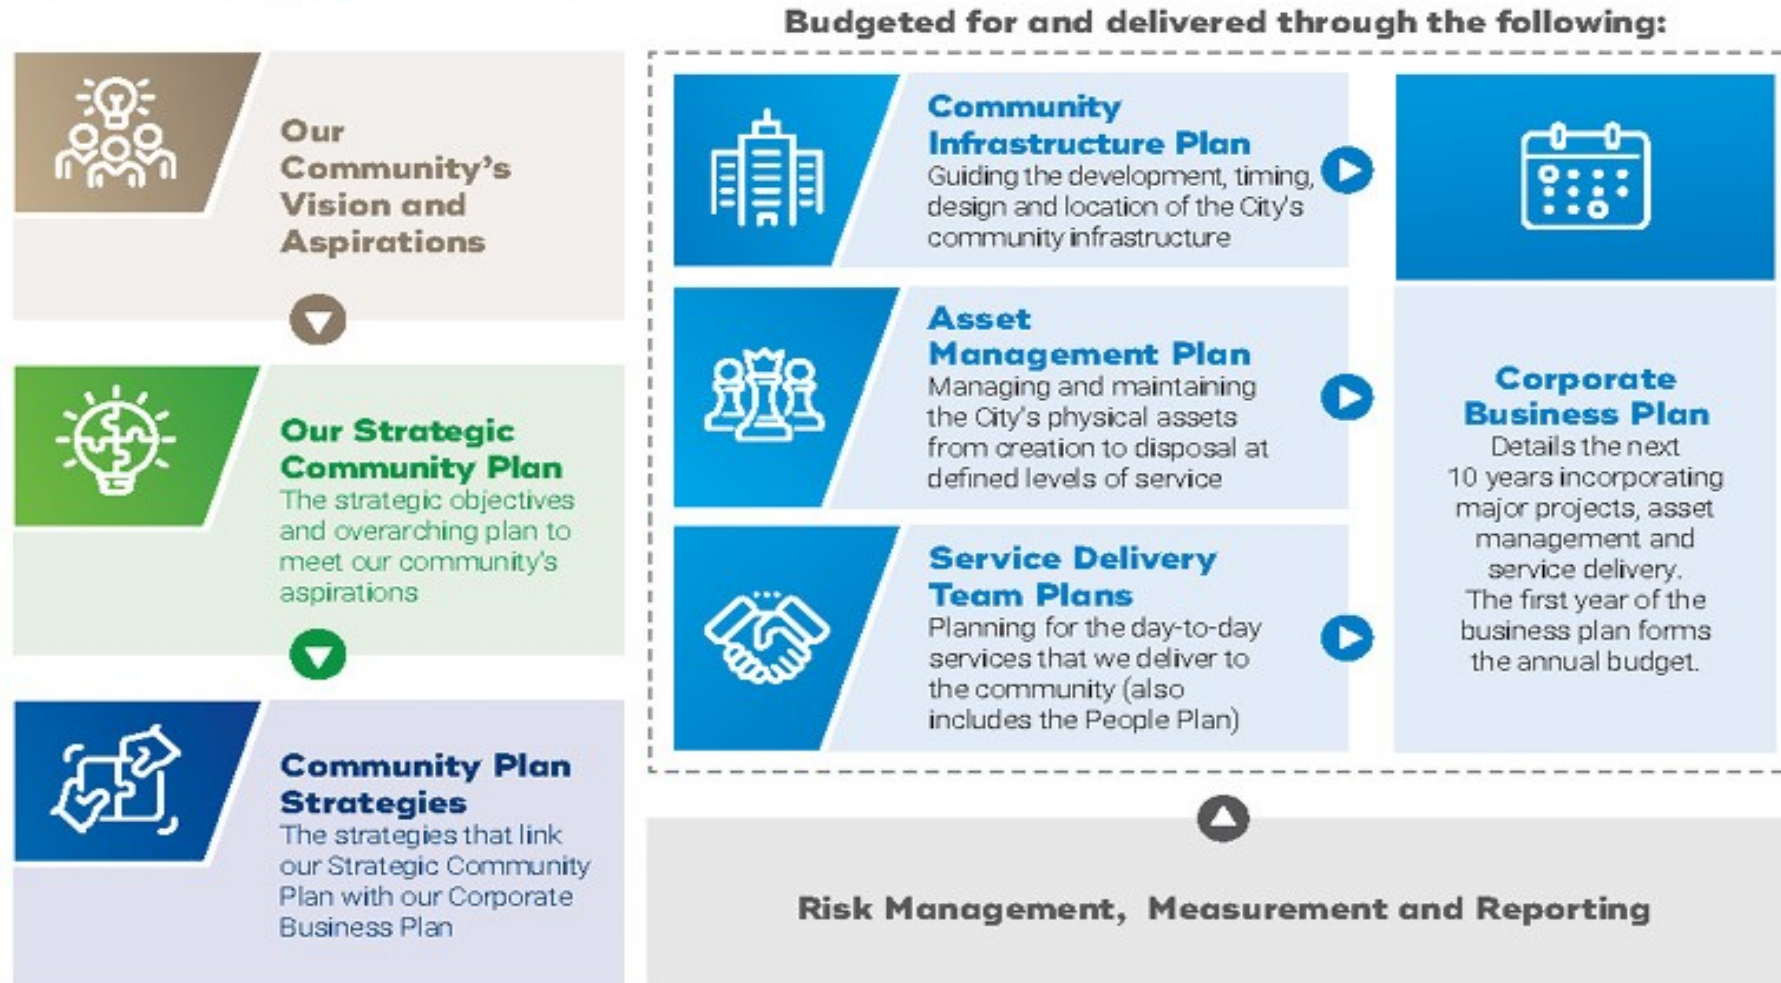 Budgeted for and delivered through the following:
Our
Community's
Vision and
Aspirations
Our Strategic
Community Plan
The strategic objectives
and overarching plan to
meet our community's
aspirations
Community Plan
Strategies
The strategies that link
our Strategic Community
Plan with our Corporate
Business Plan
Community
Infrastructure Plan
Guiding the development, timing,
design and location of the City's
community infrastructure
Asset
Management Plan
Managing and maintaining
the City's physical assets
from creation to disposal at
defined levels of service
Service Delivery
Team Plans
Planning for the day-to-day
services that we deliver to
the community (also
includes the People Plan)
Corporate
Business Plan
Details the next
10 years incorporating
major projects, asset
management and
service delivery.
The first year of the
business plan forms
the annual budget.
Risk Management, Measurement and Reporting